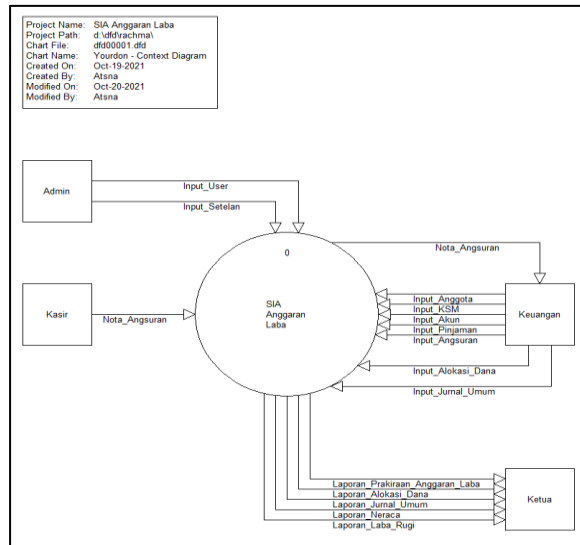 Project Name: SIA Anggaran Laba
Project Path: d:\dfd\rachma\
Chart File: dfd00001.dfd
Chart Name: Yourdon - Context Diagram
Created On: Oct-19-2021
Created By: Atsna
Modified On: Oct-20-2021
Modified By: Atsna
Admin
Input_User
Input_Setelan
0
Nota_Angsuran
SIA
Anggaran
Laba
Kasir
Nota_Angsuran
Keuangan
Input_Anggota
Input_KSM
Input_Akun
Input_Pinjaman
Input_Angsuran
Input_Alokasi_Dana
Input_Jurnal_Umum
Laporan_Prakiraan_Anggaran_Laba
Laporan_Alokasi_Dana
Laporan_Jurnal_Umum
Laporan_Neraca
Laporan_Laba_Rugi
Ketua